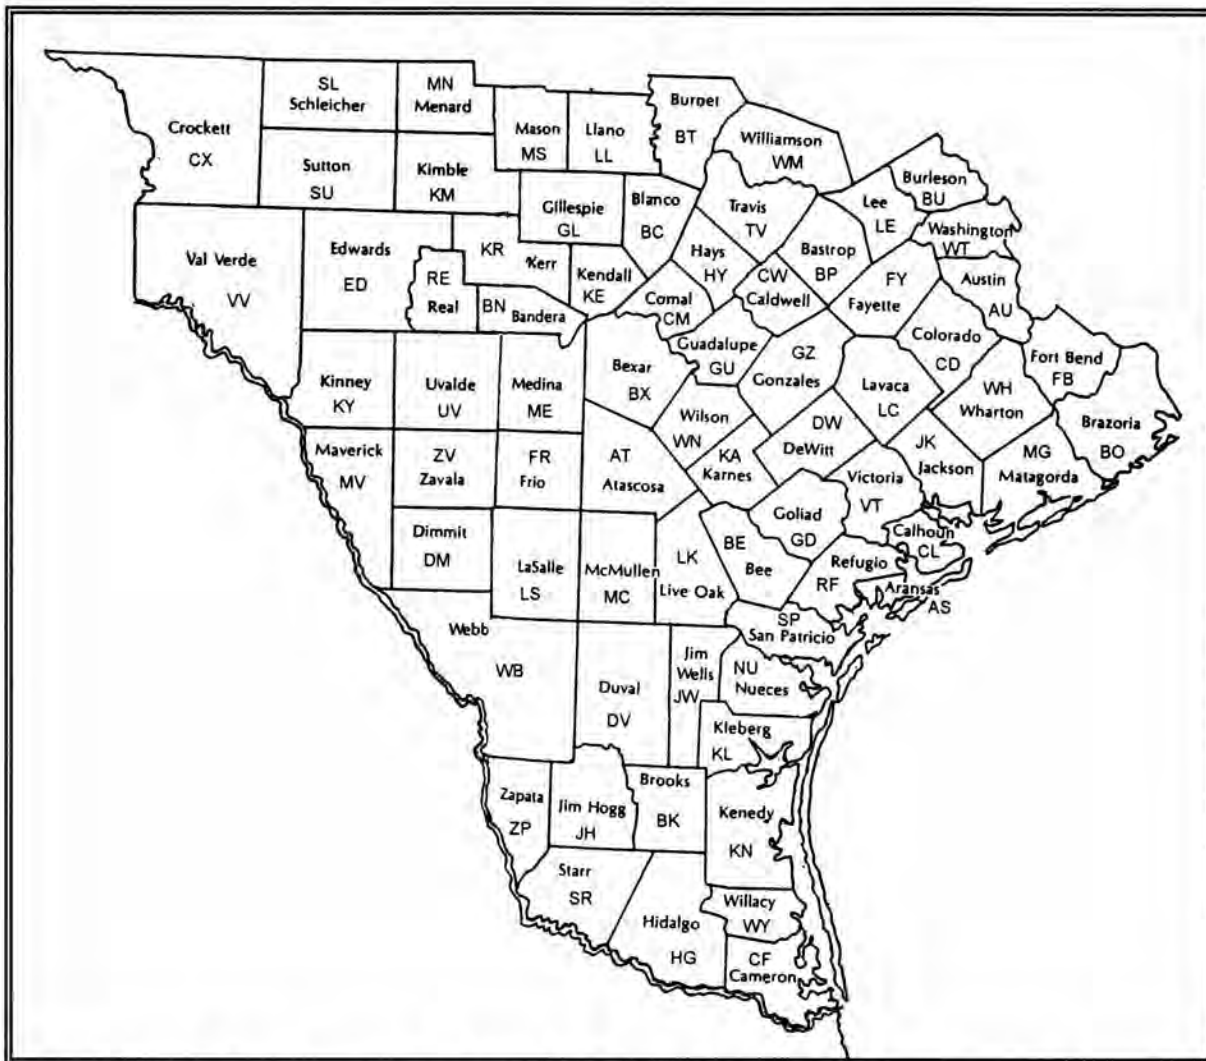 SL
Schleicher
MN
Menard
Crockett
CX
Mason
MS
Llano
LL
Burnet
BT
Williamson
WM
Sutton
SU
Kimble
KM
Burleson
BU
Gillespie
GL
Blanco
BC
Travis
TV
Lee
LE
Washington
WT
Val Verde
VV
Edwards
ED
KR
Kerr
Hays
HY
Bastrop
BP
RE
Real
BN
Bandera
Kendall
KE
Comal
CM
CW
Caldwell
FY
Fayette
Austin
AU
Kinney
KY
Uvalde
UV
Medina
ME
Bexar
BX
Guadalupe
GU
GZ
Gonzales
Colorado
CD
Fort Bend
FB
Lavaca
LC
WH
Wharton
Brazoria
BO
Maverick
MV
ZV
Zavala
FR
Frio
AT
Atascosa
Wilson
WN
KA
Karnes
DW
DeWitt
JK
Jackson
MG
Matagorda
Victoria
VT
Dimmit
DM
LaSalle
LS
McMullen
MC
LK
Live Oak
BE
Bee
Goliad
GD
Calhoun
CL
Refugio
RF
Aransas
AS
SP
San Patricio
Webb
WB
Duval
DV
Jim
Wells
JW
NU
Nueces
Kleberg
KL
Zapata
ZP
Jim Hogg
JH
Brooks
BK
Kenedy
KN
Starr
SR
Hidalgo
HG
Willacy
WY
CF
Cameron